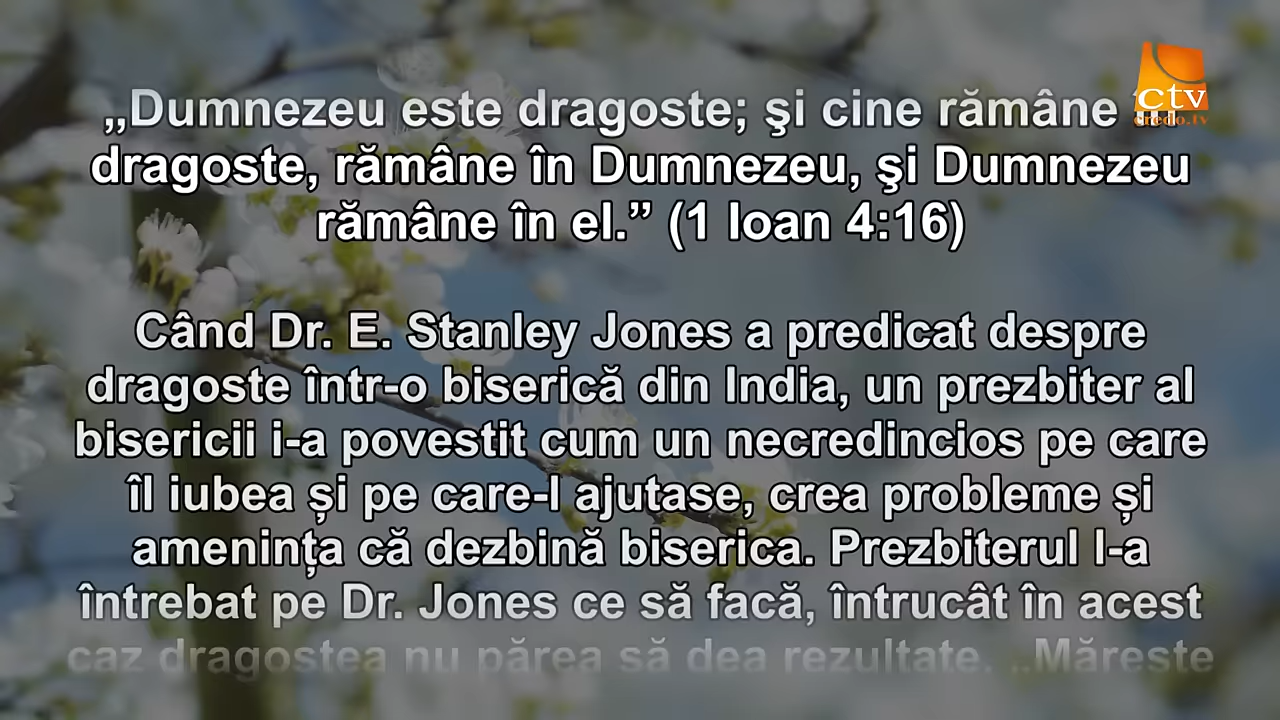 „Dumnezeu este dragoste; şi cine rămâne
dragoste, rămâne în Dumnezeu, şi Dumnezeu
rămâne în el.” (1 Ioan 4:16)
Când Dr. E. Stanley Jones a predicat despre
dragoste într-o biserică din India, un prezbiter al
bisericii i-a povestit cum un necredincios pe care
îl iubea și pe care-l ajutase, crea probleme și
amenința că dezbină biserica. Prezbiterul l-a
întrebat pe Dr. Jones ce să facă, întrucât în acest
caz dragostea nu părea să dea rezultate. „Mărește
ctv
credo.tv